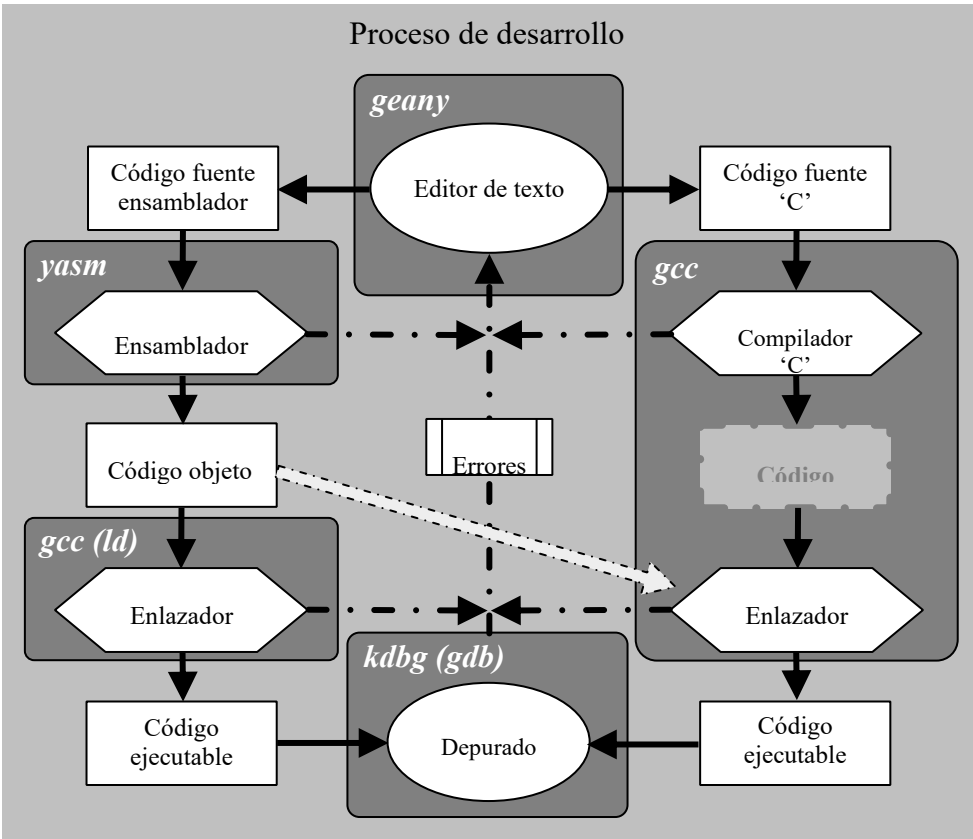 Proceso de desarrollo
geany
Editor de texto
Código fuente
ensamblador
Código fuente
‘C’
yasm
Ensamblador
gcc
Compilador
‘C’
Código objeto
Errores
Código
gcc (ld)
Enlazador
Enlazador
kdbg (gdb)
Depurado
Código
ejecutable
Código
ejecutable